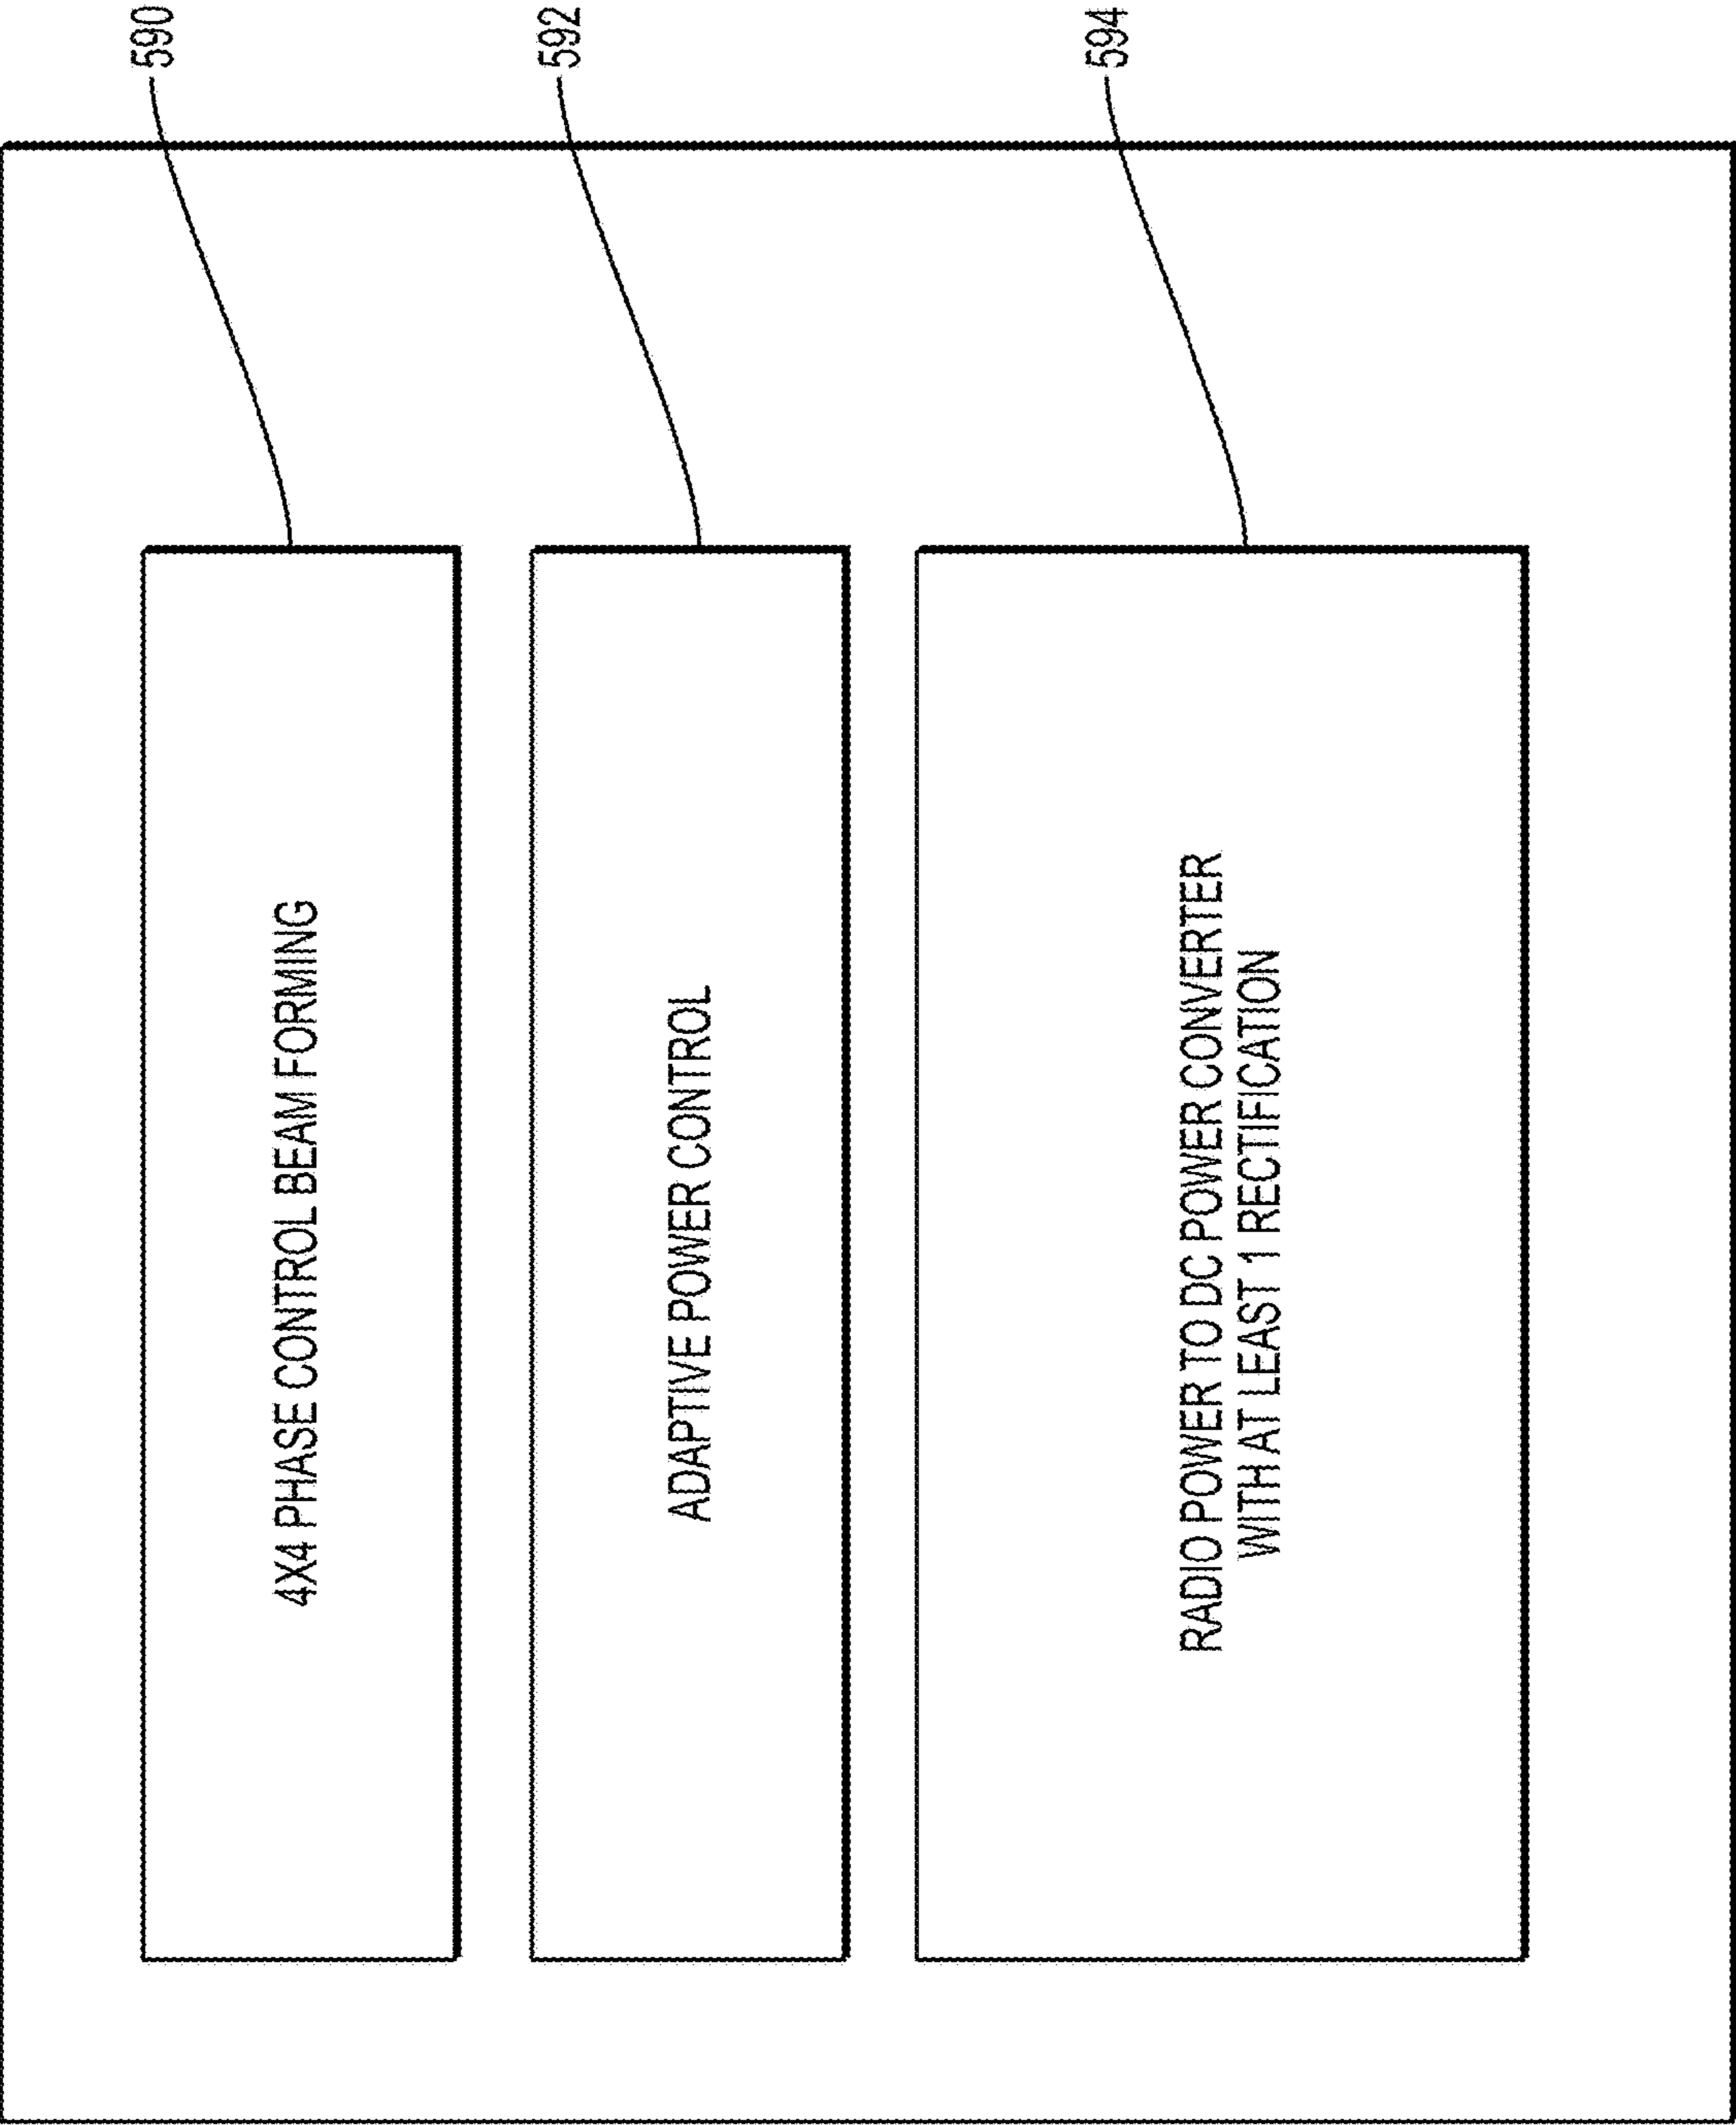 4X4 PHASE CONTROL BEAM FORMING
590
ADAPTIVE POWER CONTROL
592
RADIO POWER TO DC POWER CONVERTER
WITH AT LEAST 1 RECTIFICATION
594